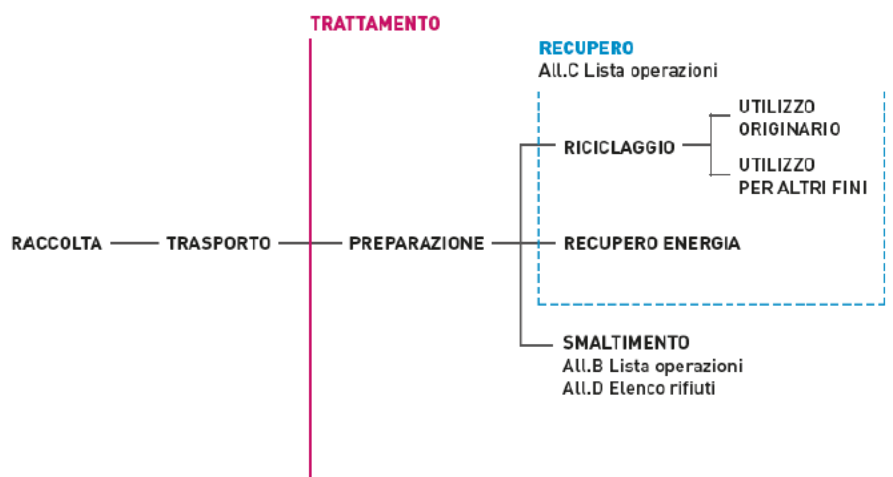 TRATTAMENTO
RECUPERO
All.C Lista operazioni
UTILIZZO
ORIGINARIO
RICICLAGGIO
UTILIZZO
PER ALTRI FINI
RACCOLTA
TRASPORTO
PREPARAZIONE
RECUPERO ENERGIA
SMALTIMENTO
All.B Lista operazioni
All.D Elenco rifiuti